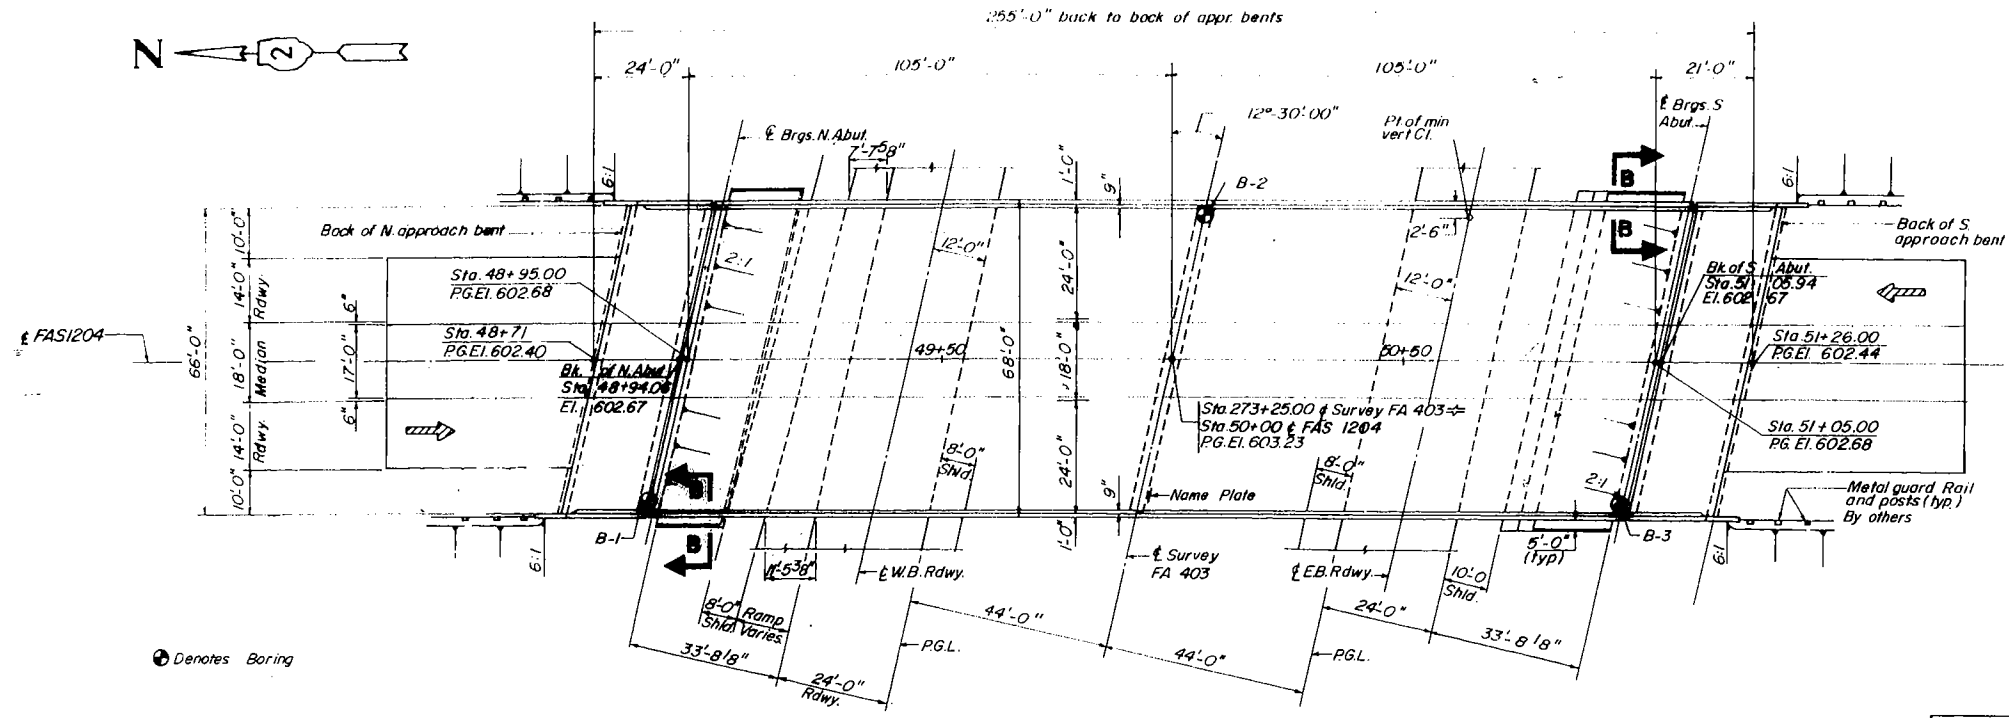 255'-0" back to back of appr. bents
N
2
24'-0"
105'-0"
105'-0"
21'-0"
℄ Brgs. N. Abut.
7'-7 5/8"
12°-30'-00"
Pt. of min
vert Cl.
℄ Brgs. S
Abut.
6:1
1'-0"
9"
B-2
B
6:1
Back of N. approach bent
2:1
12'-0"
2'-6"
B
Back of S.
approach bent
10'-0"
14'-0"
Rdwy.
6"
Sta. 48+95.00
P.G.El. 602.68
24'-0"
12'-0"
Bk of S. Abut.
Sta. 51 05.94
El. 602 67
℄ FAS1204
66'-0"
18'-0"
Median
17'-0"
Sta. 48+71
P.G.El. 602.40
49+50
68'-0"
18'-0"
50+50
Sta. 51+26.00
P.G.El. 602.44
Bk. of N. Abut.
Sta. 48+94.06
El. 602.67
6"
14'-0"
Rdwy.
Sta. 273+25.00 ℄ Survey FA 403 =
Sta. 50+00 ℄ FAS 1204
P.G.El. 603.23
Sta. 51+05.00
P.G. El. 602.68
10'-0"
8'-0"
Shld.
24'-0"
9"
Name Plate
8'-0"
Shld.
2:1
Metal guard Rail
and posts (typ.)
By others
B-1
B
1'-0"
B-3
6:1
11'-5 3/8"
℄ W.B. Rdwy.
℄ Survey
FA 403
℄ E.B. Rdwy.
10'-0
Shld.
5'-0"
(typ)
6:1
8'-0" Ramp
Shld. Varies.
44'-0"
24'-0"
33'-8 1/8"
Denotes Boring
33'-8 1/8"
P.G.L.
44'-0"
P.G.L.
24'-0"
Rdwy.